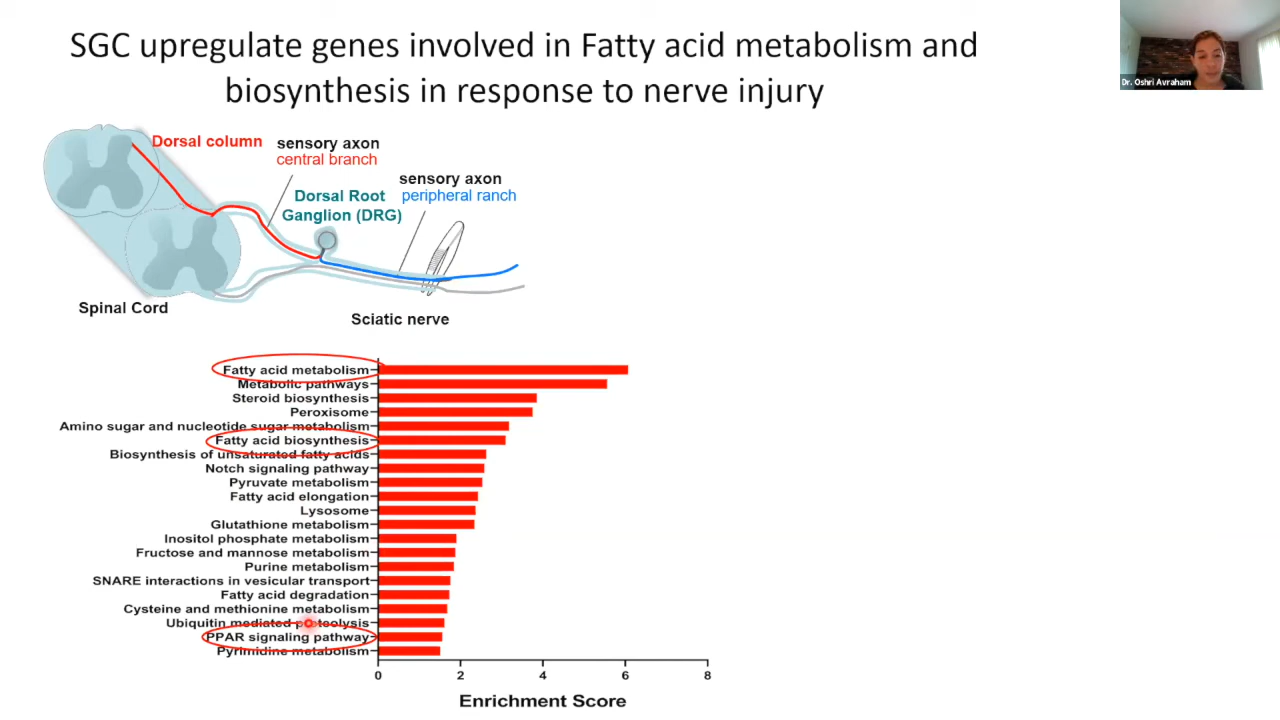 SGC upregulate genes involved in Fatty acid metabolism and
biosynthesis in response to nerve injury
Dr. Oshri Avraham
Dorsal column
sensory axon
central branch
sensory axon
peripheral ranch
Dorsal Root
Ganglion (DRG)
Spinal Cord
Sciatic nerve
Fatty acid metabolism
Metabolic pathways
Steroid biosynthesis
Peroxisome
Amino sugar and nucleotide sugar metabolism
Fatty acid biosynthesis
Biosynthesis of unsaturated fatty acids
Notch signaling pathway
Pyruvate metabolism
Fatty acid elongation
Lysosome
Glutathione metabolism
Inositol phosphate metabolism
Fructose and mannose metabolism
Purine metabolism
SNARE interactions in vesicular transport
Fatty acid degradation
Cysteine and methionine metabolism
Ubiquitin mediated proteolysis
PPAR signaling pathway
Pyrimidine metabolism
0 2 4 6 8
Enrichment Score